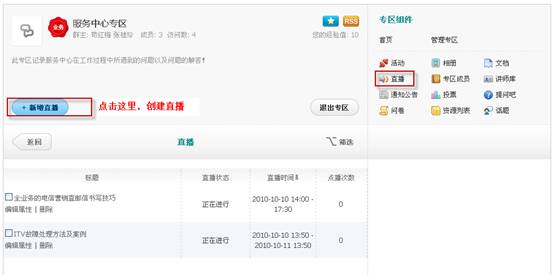 服务中心专区
业务
群主: 苟红梅 张桂玲 成员: 3 访问数: 4
RSS
您的经验值: 10
此专区记录服务中心在工作过程中所遇到的问题以及问题的解答!
+ 新增直播
点击这里，创建直播
退出专区
返回
直播
筛选
标题 直播状态 直播时间 点播次数
全业务的电信营销直邮信书写技巧
编辑属性 | 删除
正在进行
2010-10-10 14:00 -
17:30
0
ITV故障处理方法及案例
编辑属性 | 删除
正在进行
2010-10-10 13:50 -
2010-10-11 13:50
0
专区组件
首页 管理专区
活动 相册 文档
直播 专区成员 讲师库
通知公告 投票 提问吧
问卷 资源列表 话题